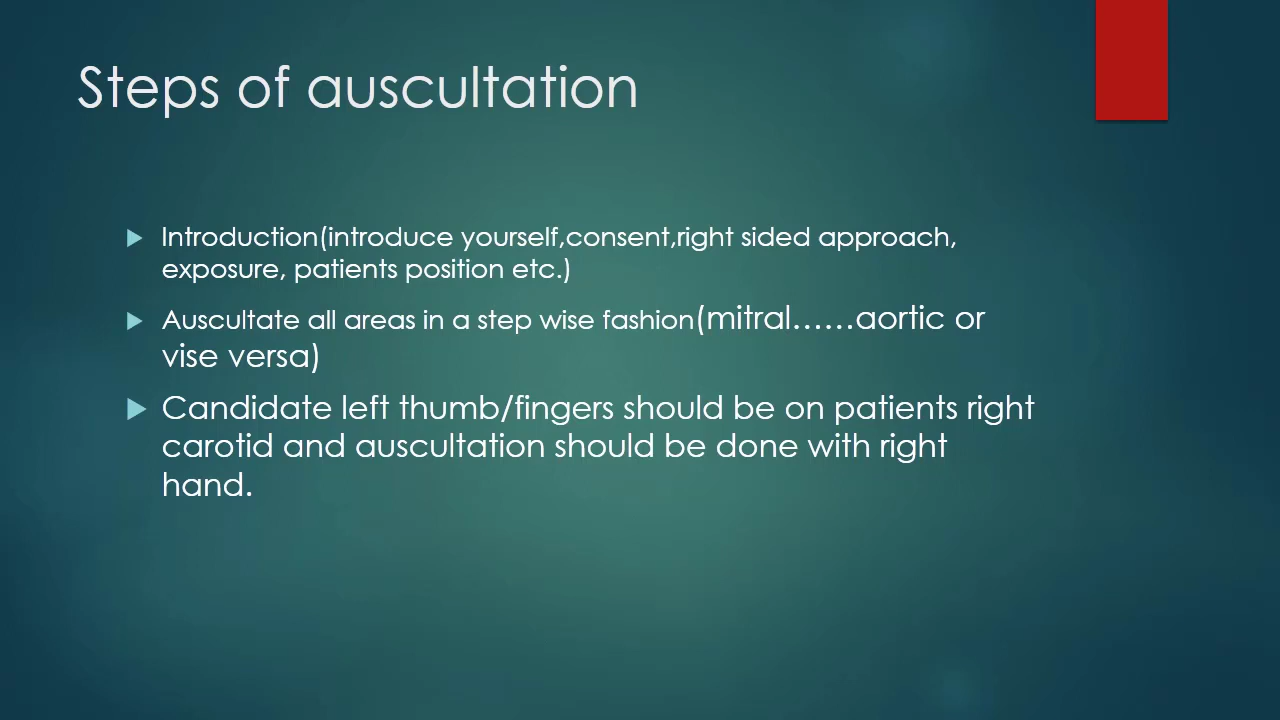 Steps of auscultation
Introduction(introduce yourself,consent,right sided approach,
exposure, patients position etc.)
Auscultate all areas in a step wise fashion(mitral……aortic or
vise versa)
Candidate left thumb/fingers should be on patients right
carotid and auscultation should be done with right
hand.